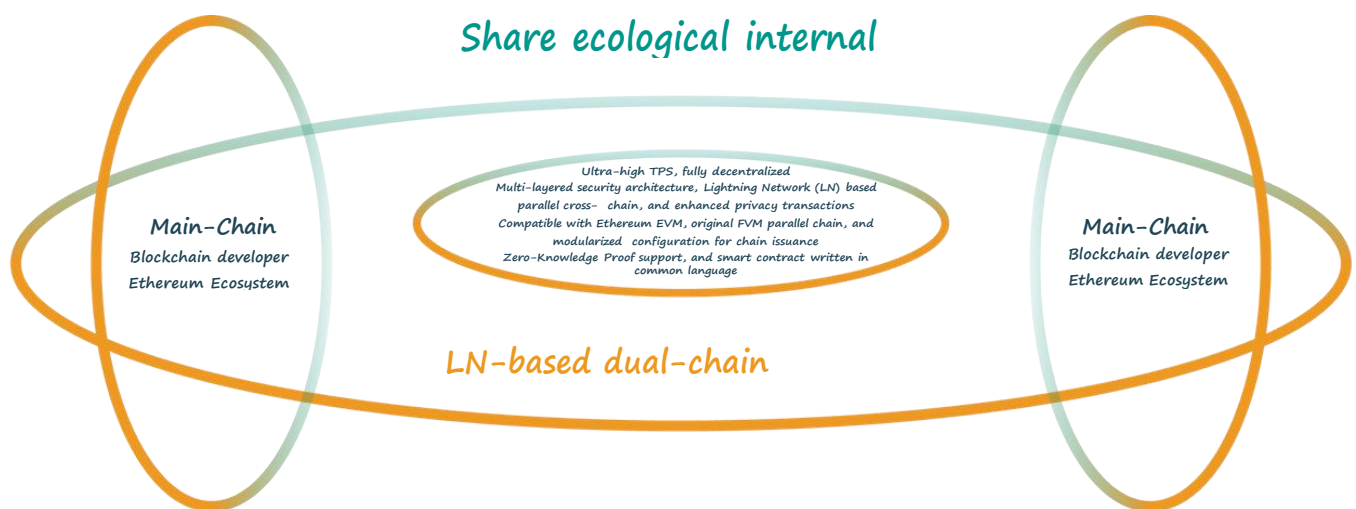 Share ecological internal
Ultra-high TPS, fully decentralized
Multi-layered security architecture, Lightning Network (LN) based
parallel cross- chain, and enhanced privacy transactions
Compatible with Ethereum EVM, original FVM parallel chain, and
modularized configuration for chain issuance
Zero-Knowledge Proof support, and smart contract written in
common language
Main-Chain
Blockchain developer
Ethereum Ecosystem
Main-Chain
Blockchain developer
Ethereum Ecosystem
LN-based dual-chain